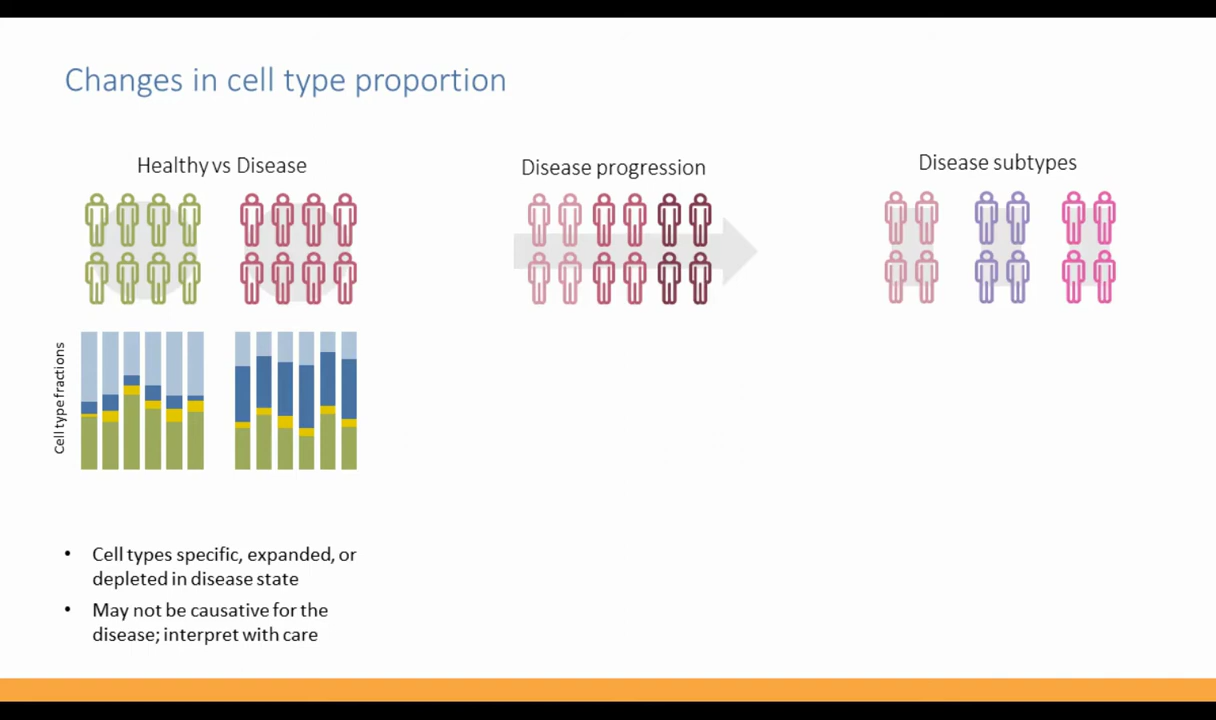 Changes in cell type proportion
Healthy vs Disease
Disease progression
Disease subtypes
Cell type fractions
• Cell types specific, expanded, or
depleted in disease state
• May not be causative for the
disease; interpret with care